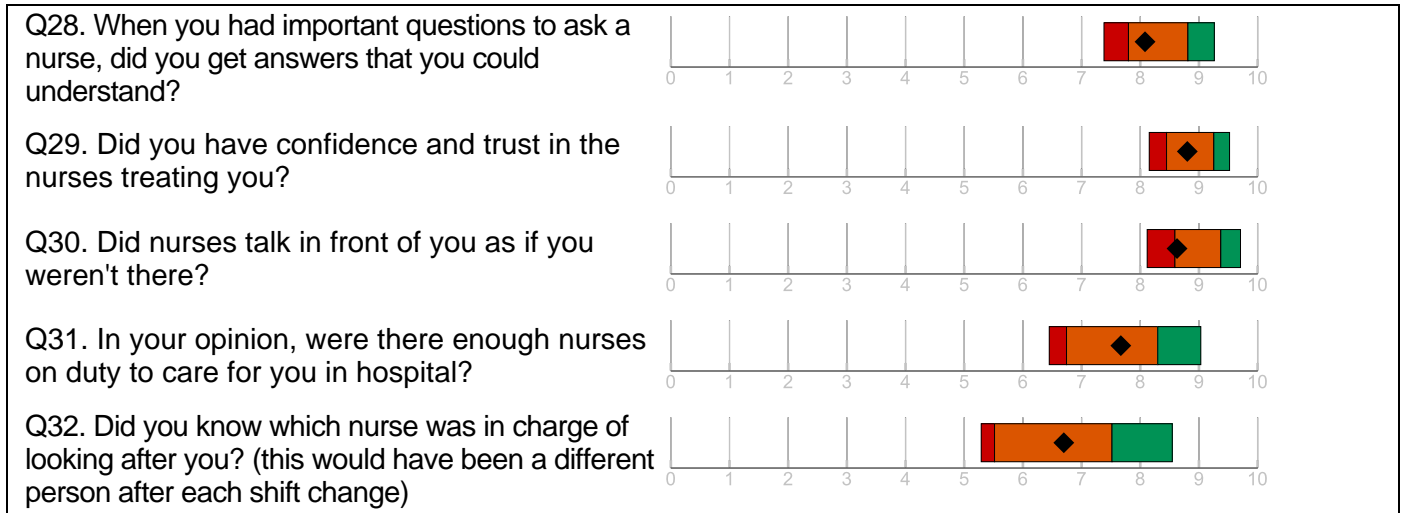 Q28. When you had important questions to ask a
nurse, did you get answers that you could
understand?
0 1 2 3 4 5 6 7 8 9 10
Q29. Did you have confidence and trust in the
nurses treating you?
0 1 2 3 4 5 6 7 8 9 10
Q30. Did nurses talk in front of you as if you
weren't there?
0 1 2 3 4 5 6 7 8 9 10
Q31. In your opinion, were there enough nurses
on duty to care for you in hospital?
0 1 2 3 4 5 6 7 8 9 10
Q32. Did you know which nurse was in charge of
looking after you? (this would have been a different
person after each shift change)
0 1 2 3 4 5 6 7 8 9 10